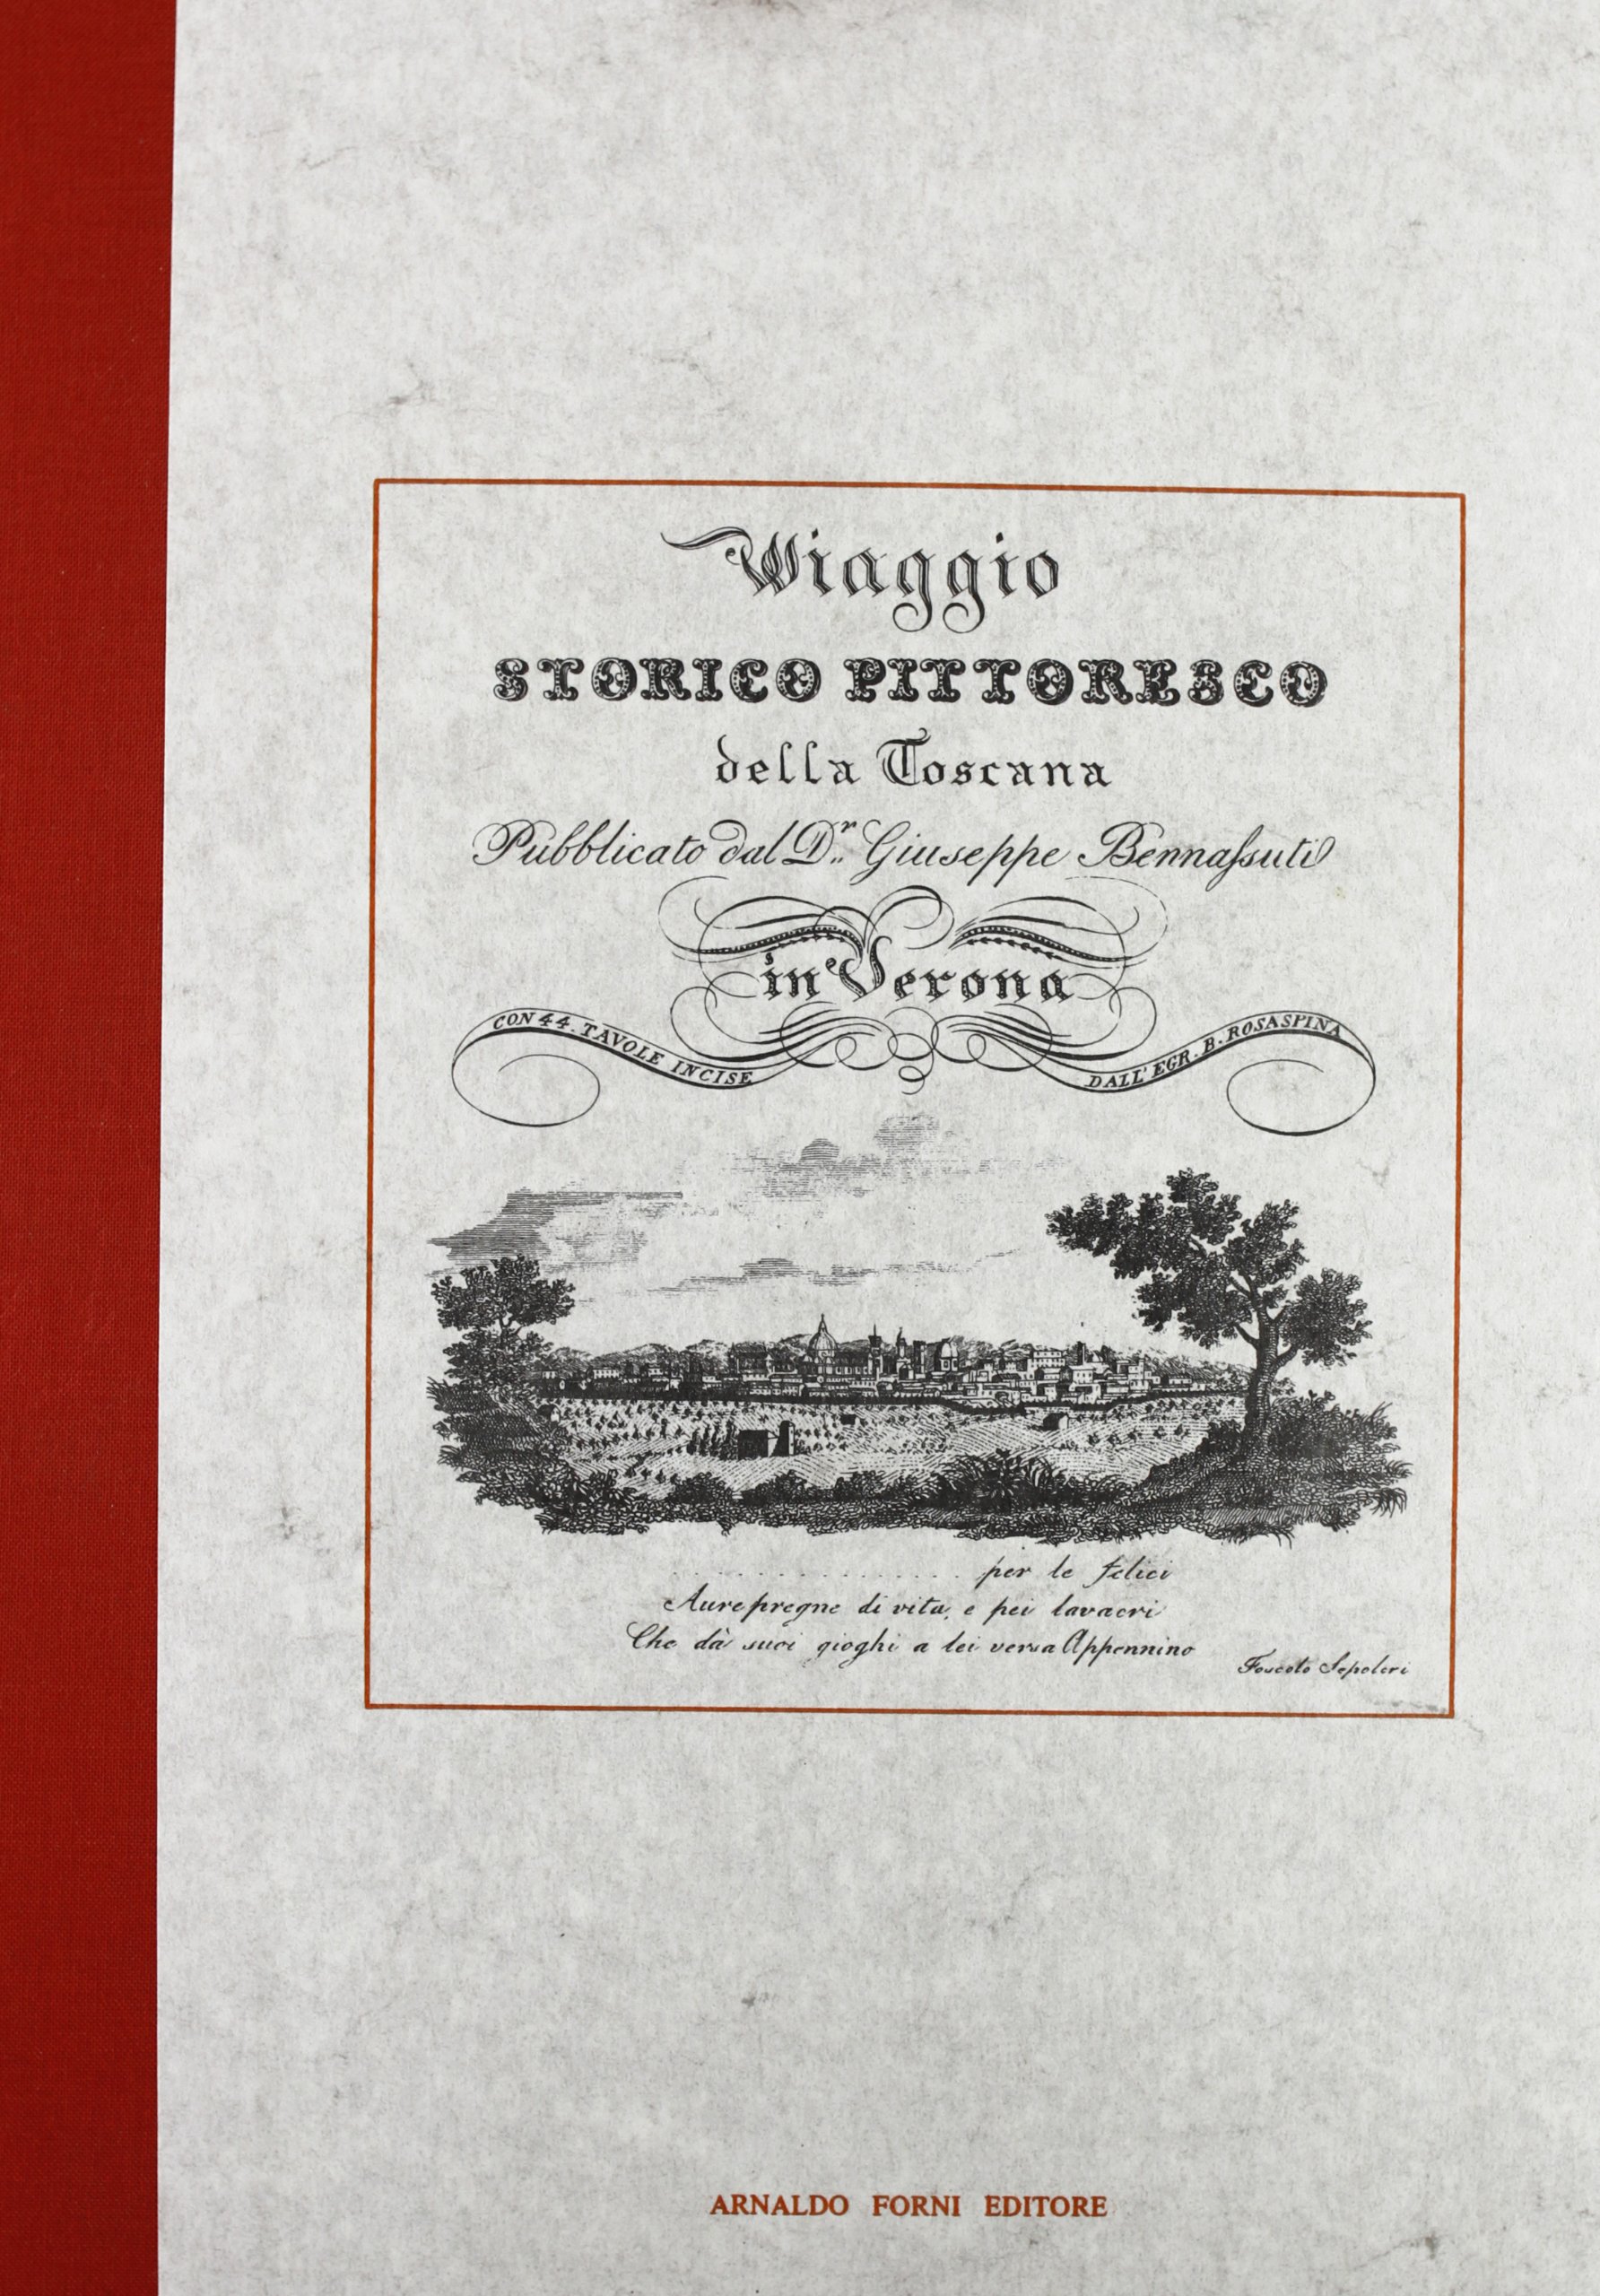 Viaggio
STORICO PITTORESCO
della Toscana
Pubblicato dal D.r Giuseppe Bennaſsuti
in Verona
CON 44. TAVOLE INCISE DALL' EGR. B. ROSASPINA
. . . . . . . . . . . . . . . per le felici
Aure pregne di vita, e pei lavacri
Che da' suoi gioghi a lei versa Appennino
Foscolo Sepolcri
ARNALDO FORNI EDITORE